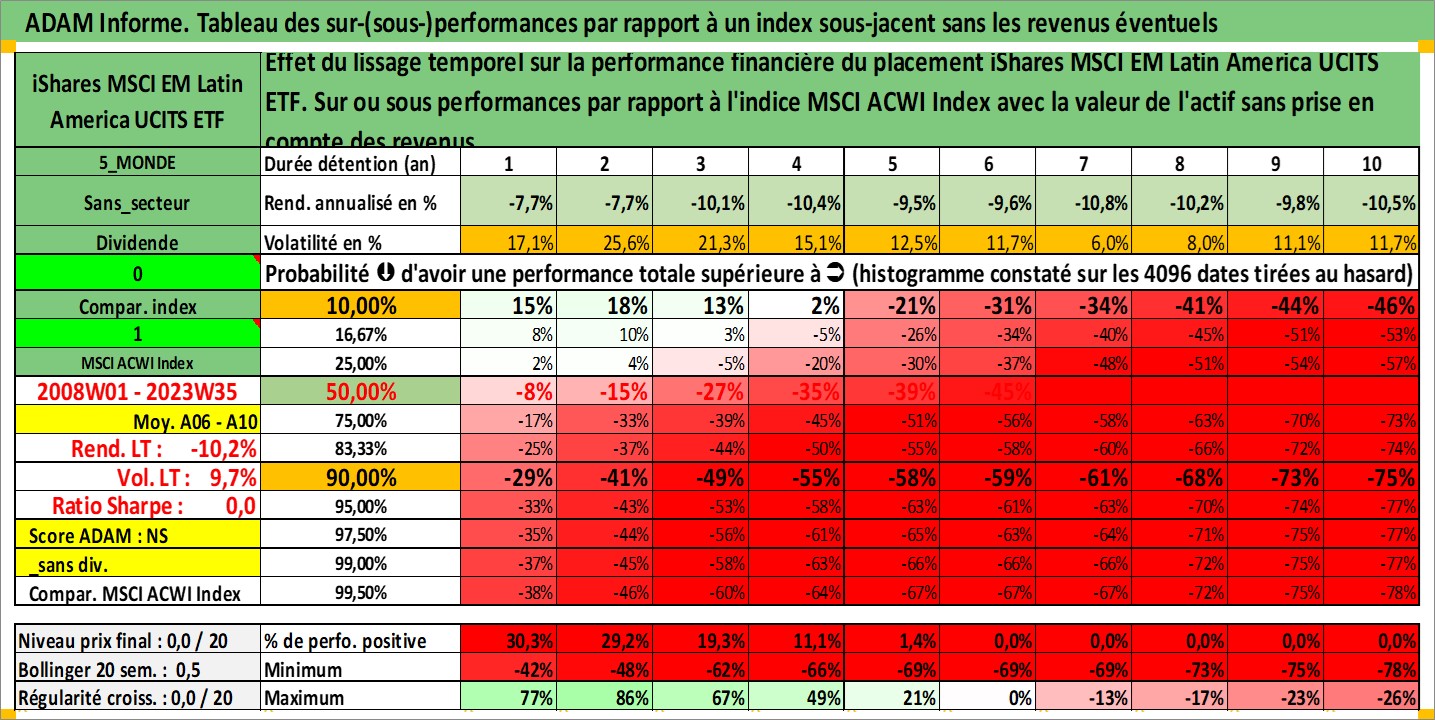 ADAM Informe. Tableau des sur-(sous-)performances par rapport à un index sous-jacent sans les revenus éventuels
iShares MSCI EM Latin
America UCITS ETF
Effet du lissage temporel sur la performance financière du placement iShares MSCI EM Latin America UCITS
ETF. Sur ou sous performances par rapport à l'indice MSCI ACWI Index avec la valeur de l'actif sans prise en
compte des revenus
5_MONDE Durée détention (an) 1 2 3 4 5 6 7 8 9 10
Sans_secteur Rend. annualisé en % -7,7% -7,7% -10,1% -10,4% -9,5% -9,6% -10,8% -10,2% -9,8% -10,5%
Dividende Volatilité en % 17,1% 25,6% 21,3% 15,1% 12,5% 11,7% 6,0% 8,0% 11,1% 11,7%
0 Probabilité d'avoir une performance totale supérieure à (histogramme constaté sur les 4096 dates tirées au hasard)
Compar. index 10,00% 15% 18% 13% 2% -21% -31% -34% -41% -44% -46%
1 16,67% 8% 10% 3% -5% -26% -34% -40% -45% -51% -53%
MSCI ACWI Index 25,00% 2% 4% -5% -20% -30% -37% -48% -51% -54% -57%
2008W01 - 2023W35 50,00% -8% -15% -27% -35% -39% -45%
Moy. A06 - A10 75,00% -17% -33% -39% -45% -51% -56% -58% -63% -70% -73%
Rend. LT : -10,2% 83,33% -25% -37% -44% -50% -55% -58% -60% -66% -72% -74%
Vol. LT : 9,7% 90,00% -29% -41% -49% -55% -58% -59% -61% -68% -73% -75%
Ratio Sharpe : 0,0 95,00% -33% -43% -53% -58% -63% -61% -63% -70% -74% -77%
Score ADAM : NS 97,50% -35% -44% -56% -61% -65% -63% -64% -71% -75% -77%
_sans div. 99,00% -37% -45% -58% -63% -66% -66% -66% -72% -75% -77%
Compar. MSCI ACWI Index 99,50% -38% -46% -60% -64% -67% -67% -67% -72% -75% -78%
Niveau prix final : 0,0 / 20 % de perfo. positive 30,3% 29,2% 19,3% 11,1% 1,4% 0,0% 0,0% 0,0% 0,0% 0,0%
Bollinger 20 sem. : 0,5 Minimum -42% -48% -62% -66% -69% -69% -69% -73% -75% -78%
Régularité croiss. : 0,0 / 20 Maximum 77% 86% 67% 49% 21% 0% -13% -17% -23% -26%